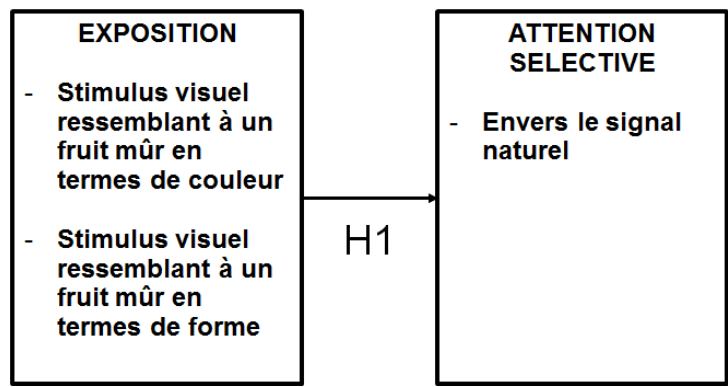 EXPOSITION
- Stimulus visuel
ressemblant à un
fruit mûr en
termes de couleur
- Stimulus visuel
ressemblant à un
fruit mûr en
termes de forme
H1
ATTENTION
SELECTIVE
- Envers le signal
naturel